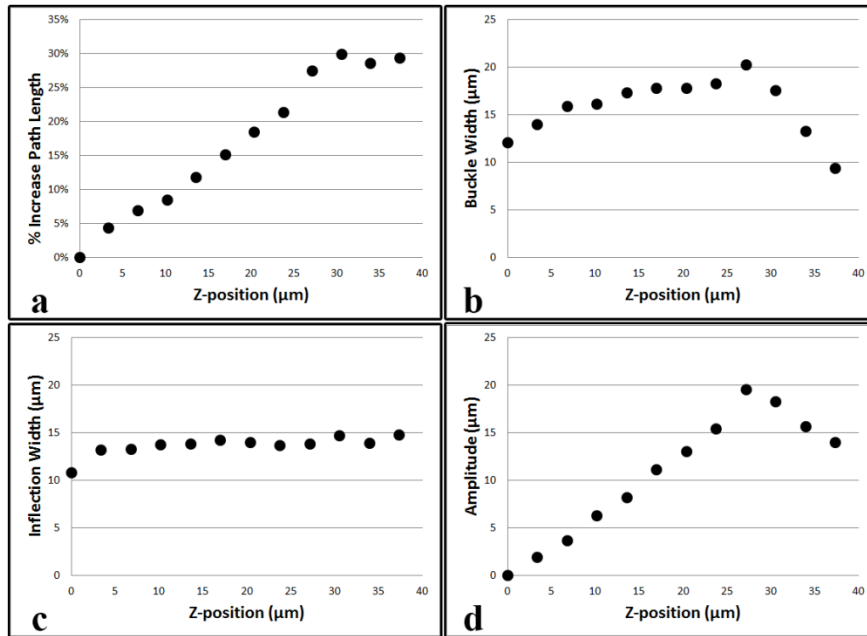 35%
30%
25%
20%
15%
10%
5%
0%
% Increase Path Length
0 5 10 15 20 25 30 35 40
Z-position (µm)
a
25
20
15
10
5
0
Buckle Width (µm)
0 5 10 15 20 25 30 35 40
Z-position (µm)
b
25
20
15
10
5
0
Inflection Width (µm)
0 5 10 15 20 25 30 35 40
Z-position (µm)
c
25
20
15
10
5
0
Amplitude (µm)
0 5 10 15 20 25 30 35 40
Z-position (µm)
d